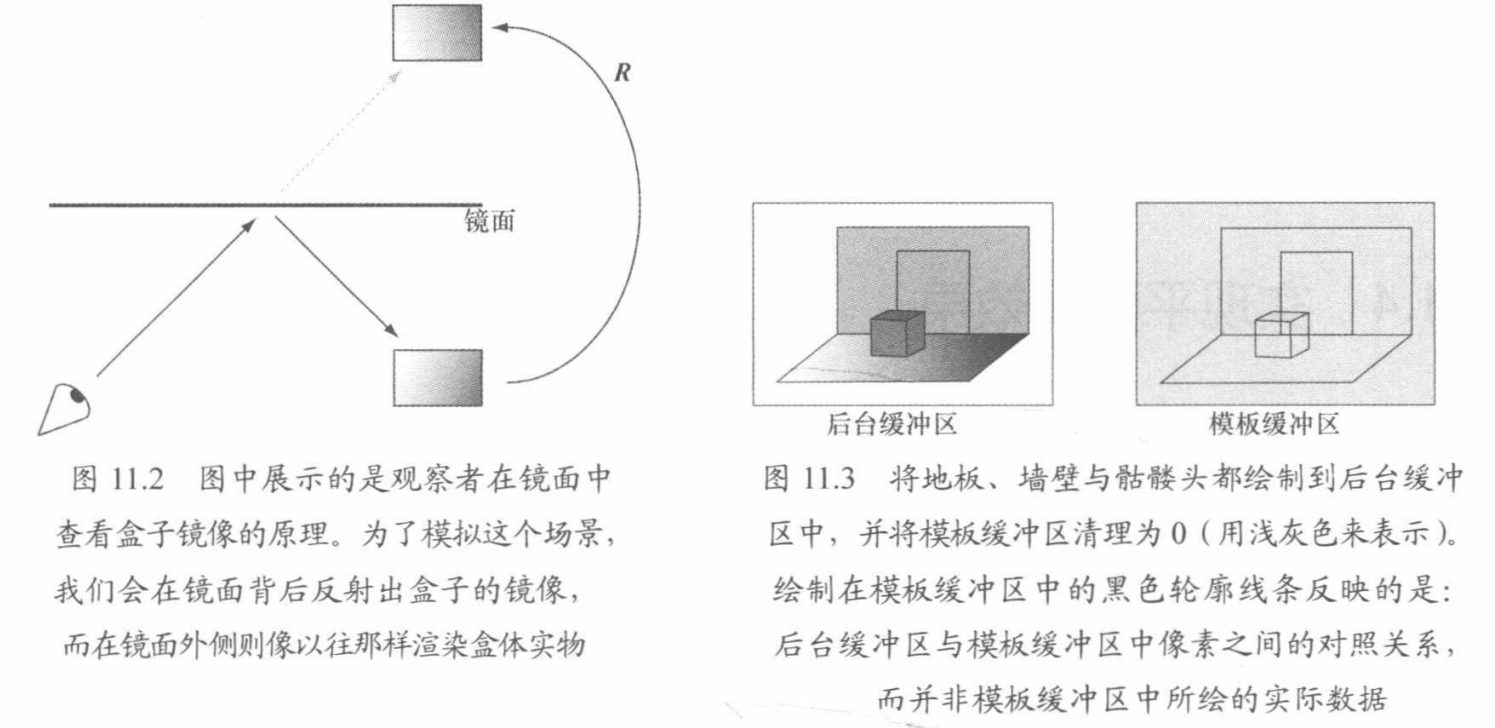 R
镜面
图 11.2 图中展示的是观察者在镜面中
查看盒子镜像的原理。为了模拟这个场景，
我们会在镜面背后反射出盒子的镜像，
而在镜面外侧则像以往那样渲染盒体实物
后台缓冲区
模板缓冲区
图 11.3 将地板、墙壁与骷髅头都绘制到后台缓冲
区中，并将模板缓冲区清理为 0（用浅灰色来表示）。
绘制在模板缓冲区中的黑色轮廓线条反映的是：
后台缓冲区与模板缓冲区中像素之间的对照关系，
而并非模板缓冲区中所绘的实际数据